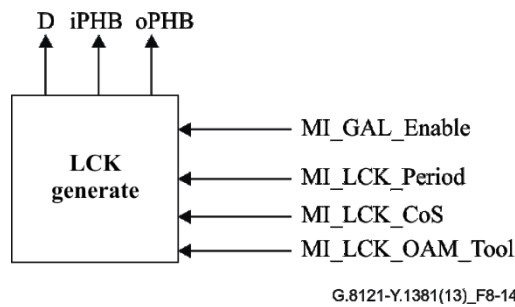 D iPHB oPHB
MI_GAL_Enable
LCK
generate
MI_LCK_Period
MI_LCK_CoS
MI_LCK_OAM_Tool
G.8121-Y.1381(13)_F8-14